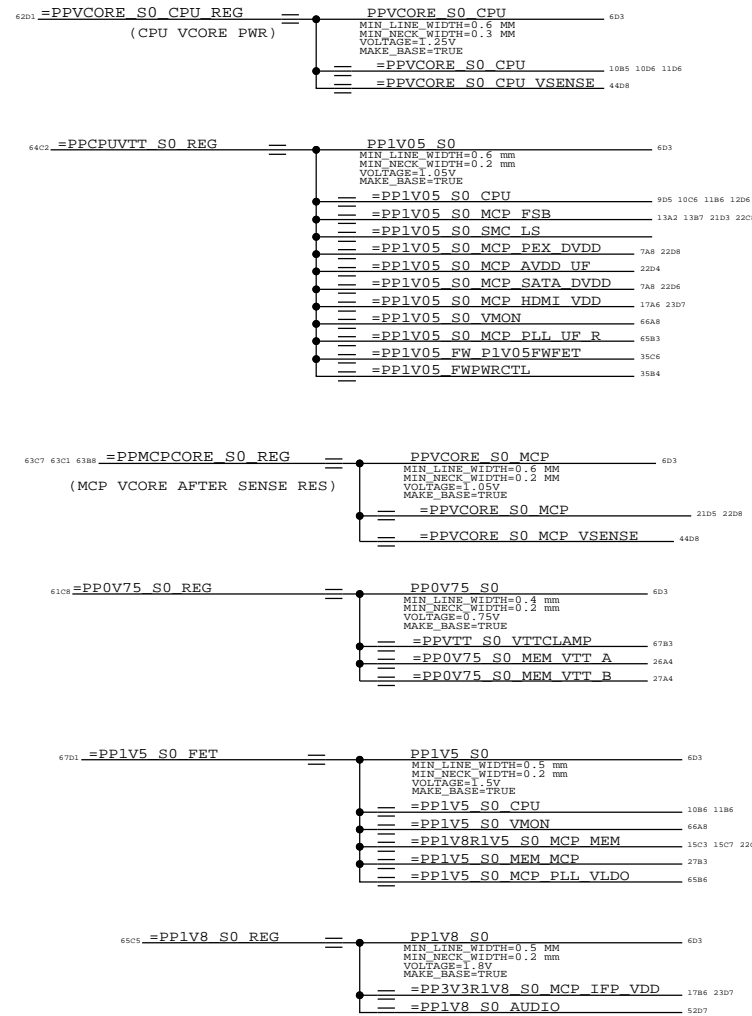 62D1 =PPVCORE_S0_CPU_REG PPVCORE_S0_CPU 6D3
(CPU VCORE PWR) MIN_LINE_WIDTH=0.6 MM
MIN_NECK_WIDTH=0.3 MM
VOLTAGE=1.25V
MAKE_BASE=TRUE
=PPVCORE_S0_CPU 10B5 10D6 11D6
=PPVCORE_S0_CPU_VSENSE 44D8
64C2 =PPCPUVTT_S0_REG PP1V05_S0 6D3
MIN_LINE_WIDTH=0.6 mm
MIN_NECK_WIDTH=0.2 mm
VOLTAGE=1.05V
MAKE_BASE=TRUE
=PP1V05_S0_CPU 9D5 10C6 11B6 12D6
=PP1V05_S0_MCP_FSB 13A2 13B7 21D3
=PP1V05_S0_SMC_LS
=PP1V05_S0_MCP_PEX_DVDD 7A8 22D8
=PP1V05_S0_MCP_AVDD_UF 22D4
=PP1V05_S0_MCP_SATA_DVDD 7A8 22D6
=PP1V05_S0_MCP_HDMI_VDD 17A6 23D7
=PP1V05_S0_VMON 66A8
=PP1V05_S0_MCP_PLL_UF_R 65B3
=PP1V05_FW_P1V05FWFET 35C6
=PP1V05_FWPWRCTL 35B4
63C7 63C1 63B8 =PPMCPCORE_S0_REG PPVCORE_S0_MCP 6D3
(MCP VCORE AFTER SENSE RES) MIN_LINE_WIDTH=0.6 MM
MIN_NECK_WIDTH=0.2 MM
VOLTAGE=1.05V
MAKE_BASE=TRUE
=PPVCORE_S0_MCP 21D5 22D8
=PPVCORE_S0_MCP_VSENSE 44D8
61C8 =PP0V75_S0_REG PP0V75_S0 6D3
MIN_LINE_WIDTH=0.4 mm
MIN_NECK_WIDTH=0.2 mm
VOLTAGE=0.75V
MAKE_BASE=TRUE
=PPVTT_S0_VTTCLAMP 67B3
=PP0V75_S0_MEM_VTT_A 26A4
=PP0V75_S0_MEM_VTT_B 27A4
67D1 =PP1V5_S0_FET PP1V5_S0 6D3
MIN_LINE_WIDTH=0.5 mm
MIN_NECK_WIDTH=0.2 mm
VOLTAGE=1.5V
MAKE_BASE=TRUE
=PP1V5_S0_CPU 10B6 11B6
=PP1V5_S0_VMON 66A8
=PP1V8R1V5_S0_MCP_MEM 15C3 15C7
=PP1V5_S0_MEM_MCP 27B3
=PP1V5_S0_MCP_PLL_VLDO 65B6
65C5 =PP1V8_S0_REG PP1V8_S0 6D3
MIN_LINE_WIDTH=0.5 MM
MIN_NECK_WIDTH=0.2 mm
VOLTAGE=1.8V
MAKE_BASE=TRUE
=PP3V3R1V8_S0_MCP_IFP_VDD 17B6 23D7
=PP1V8_S0_AUDIO 52D7